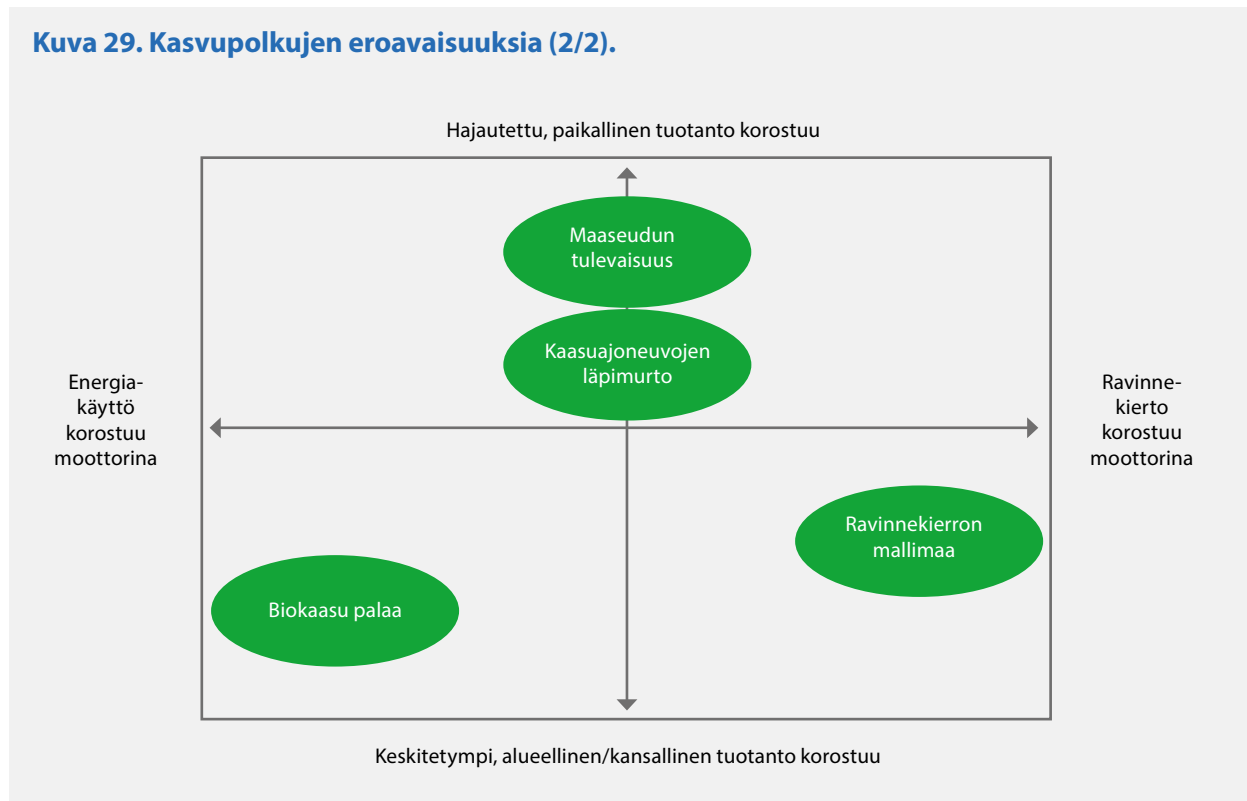 Kuva 29. Kasvupolkujen eroavaisuuksia (2/2).
Hajautettu, paikallinen tuotanto korostuu
Maaseudun
tulevaisuus
Kaasuajoneuvojen
läpimurto
Energia-
käyttö
korostuu
moottorina
Ravinne-
kierto
korostuu
moottorina
Ravinnekierron
mallimaa
Biokaasu palaa
Keskitetympi, alueellinen/kansallinen tuotanto korostuu